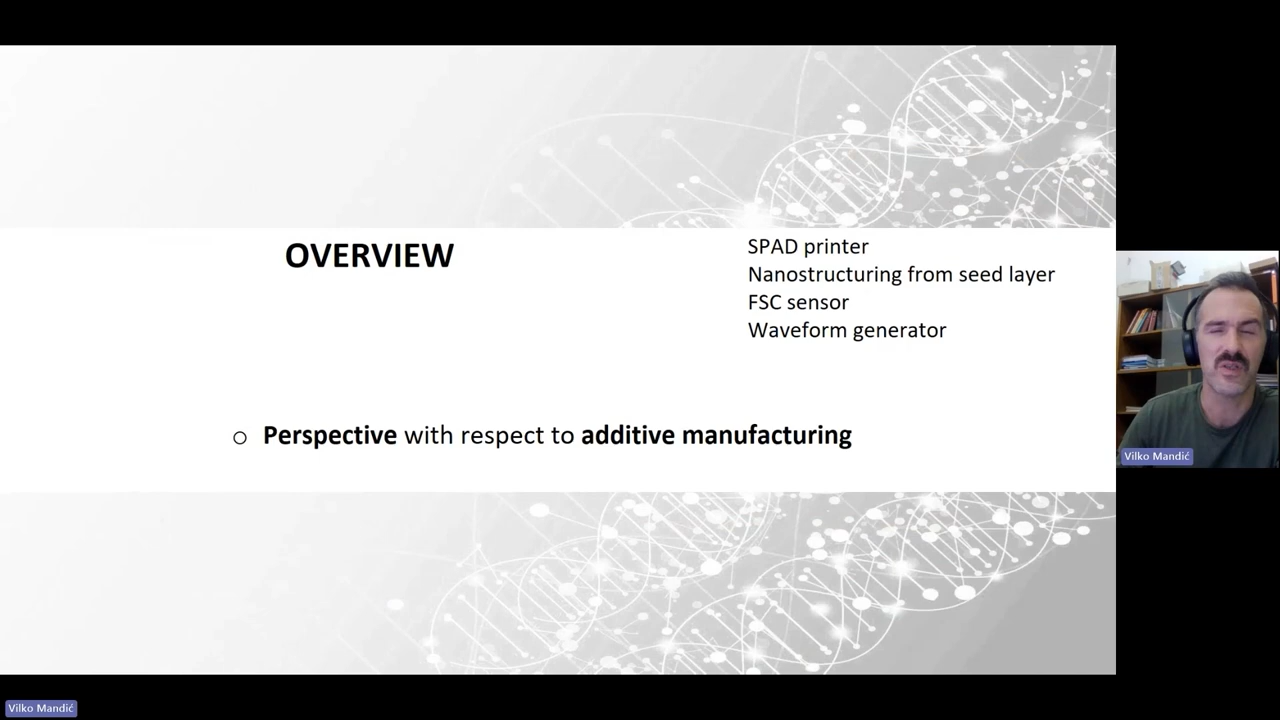 OVERVIEW
SPAD printer
Nanostructuring from seed layer
FSC sensor
Waveform generator
○ Perspective with respect to additive manufacturing
Vilko Mandić
Vilko Mandić